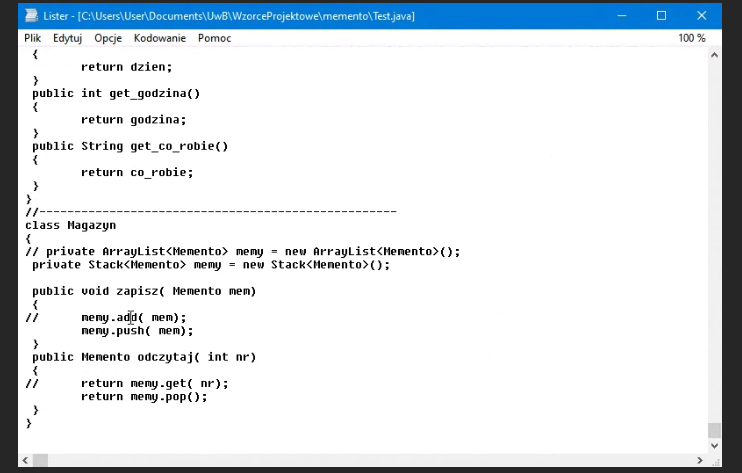 Lister - [C:\Users\User\Documents\UwB\WzorceProjektowe\memento\Test.java]
Plik Edytuj Opcje Kodowanie Pomoc 100 %
{
return dzien;
}
public int get_godzina()
{
return godzina;
}
public String get_co_robie()
{
return co_robie;
}
}
//---------------------------------------------------
class Magazyn
{
// private ArrayList<Memento> memy = new ArrayList<Memento>();
private Stack<Memento> memy = new Stack<Memento>();
public void zapisz( Memento mem)
{
// memy.add( mem);
memy.push( mem);
}
public Memento odczytaj( int nr)
{
// return memy.get( nr);
return memy.pop();
}
}